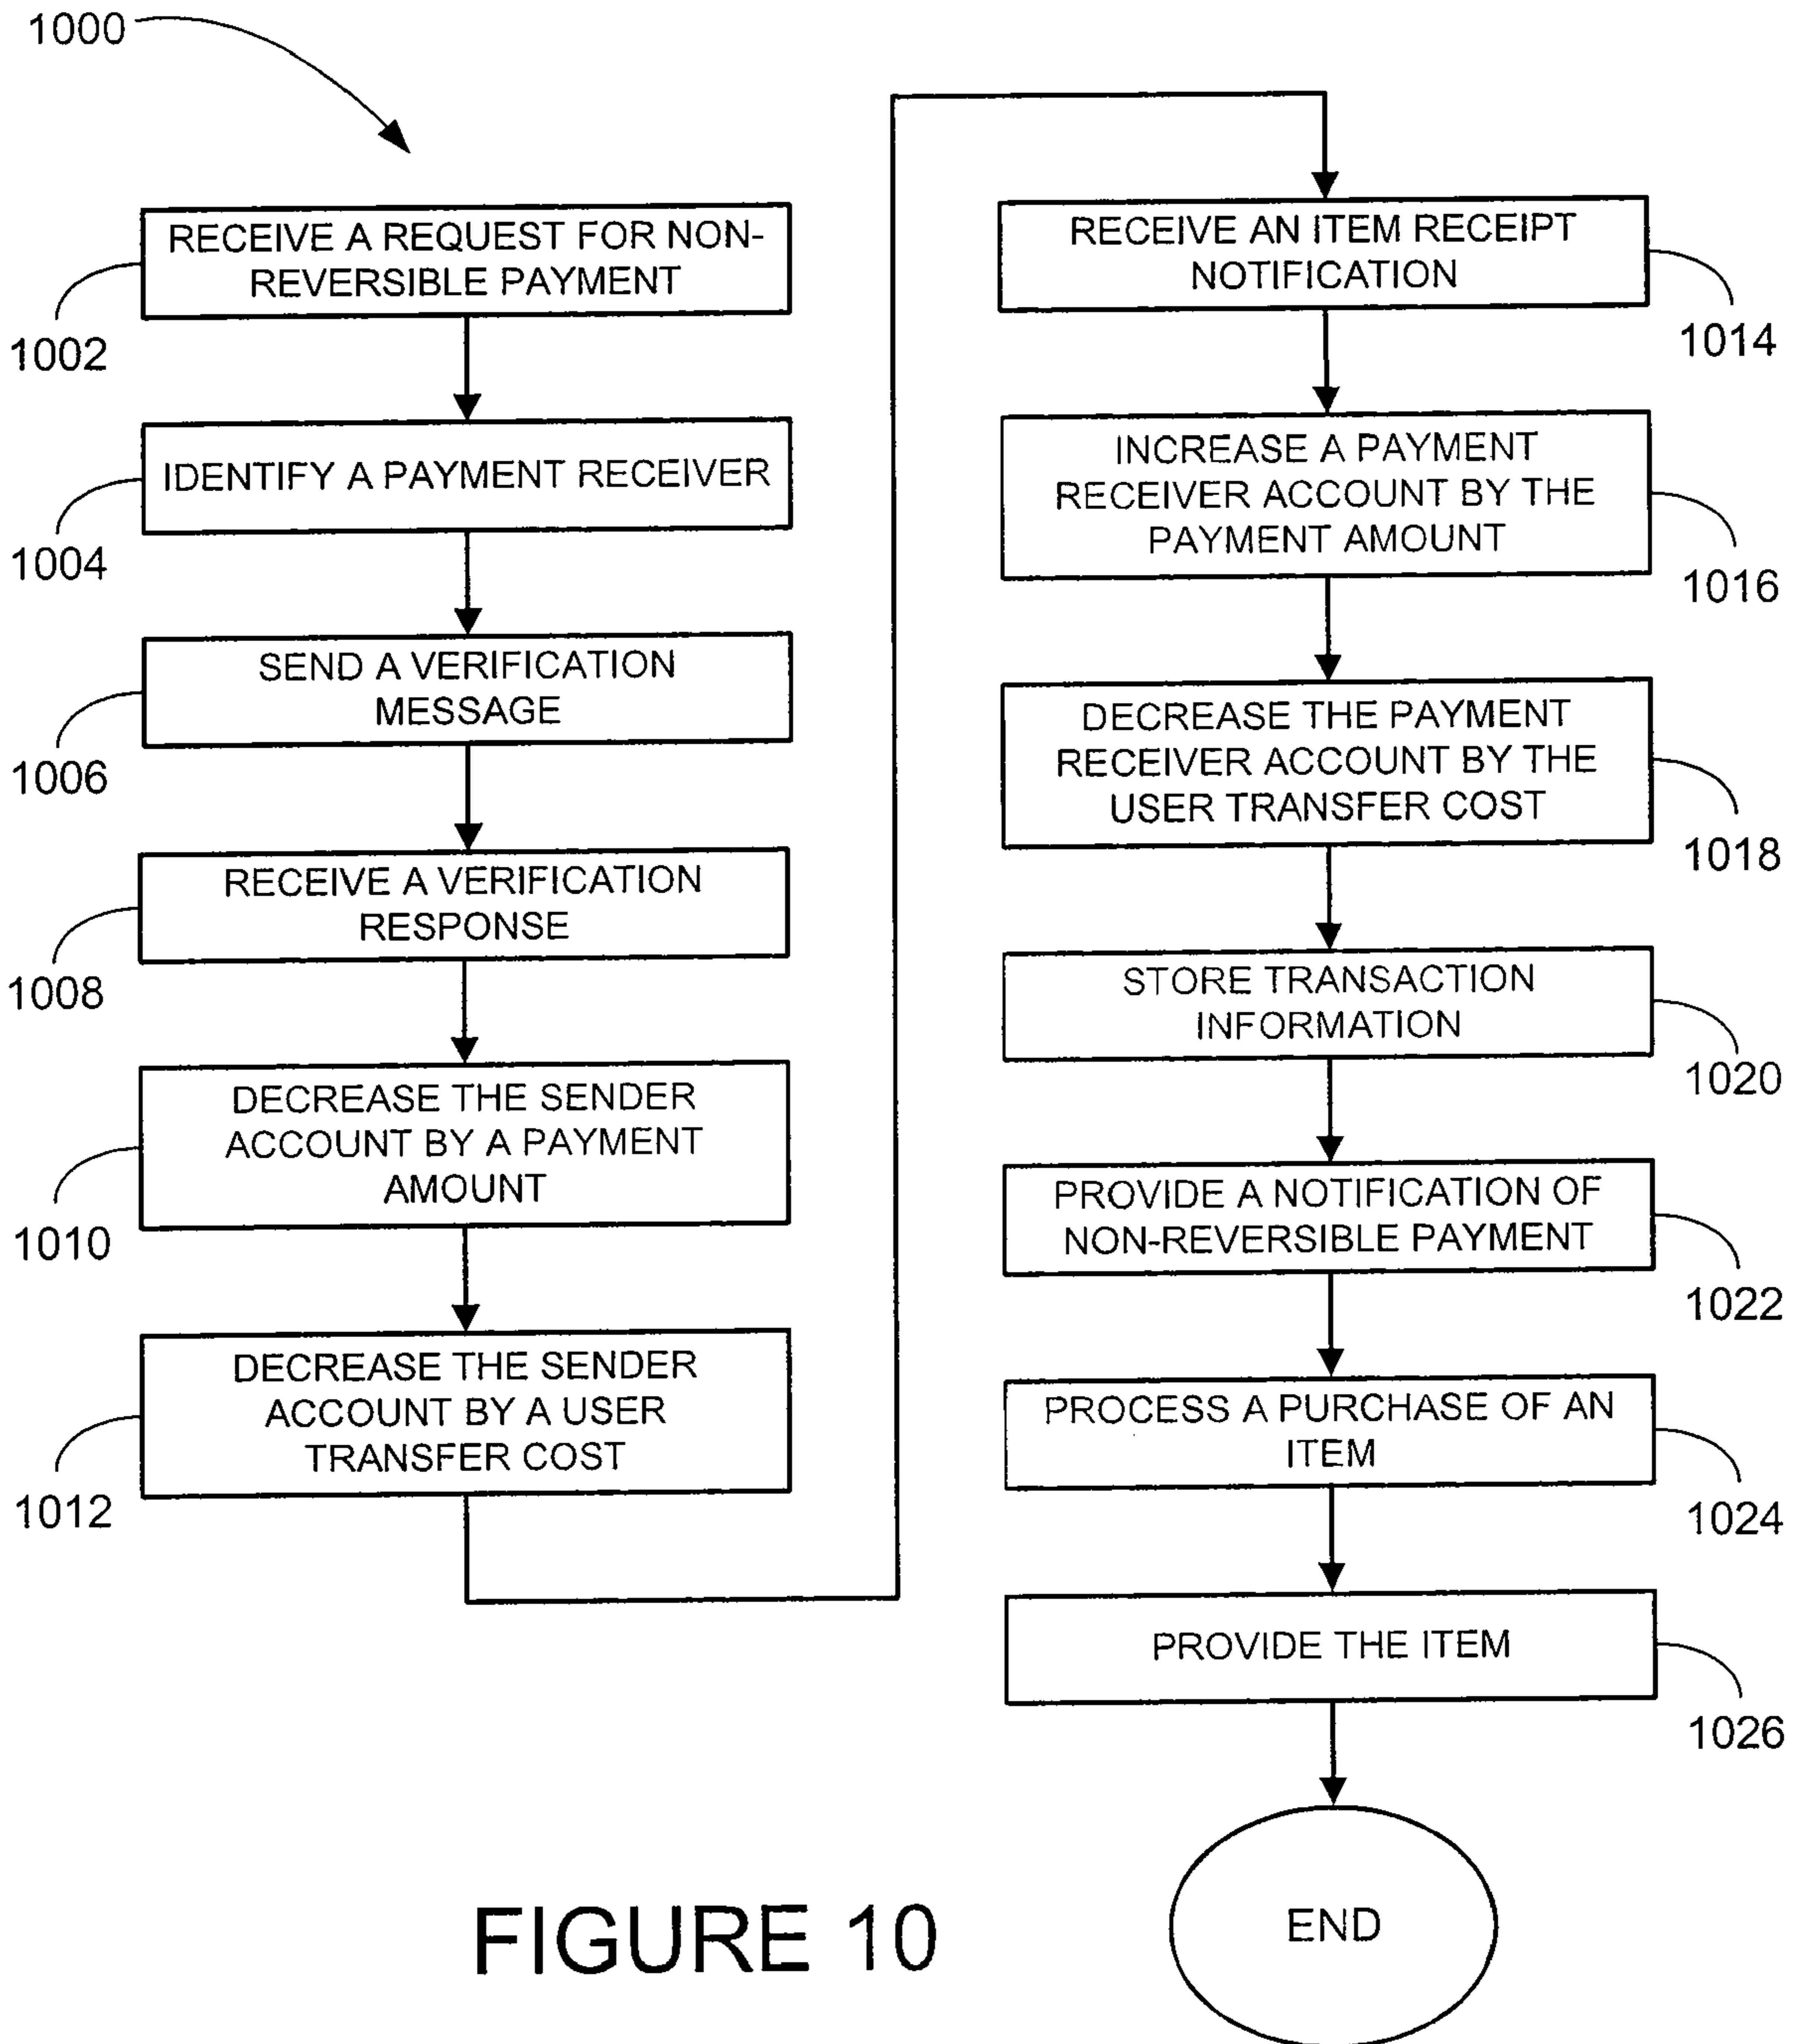 1000
RECEIVE A REQUEST FOR NON-
REVERSIBLE PAYMENT
1002
IDENTIFY A PAYMENT RECEIVER
1004
SEND A VERIFICATION
MESSAGE
1006
RECEIVE A VERIFICATION
RESPONSE
1008
DECREASE THE SENDER
ACCOUNT BY A PAYMENT
AMOUNT
1010
DECREASE THE SENDER
ACCOUNT BY A USER
TRANSFER COST
1012
RECEIVE AN ITEM RECEIPT
NOTIFICATION
1014
INCREASE A PAYMENT
RECEIVER ACCOUNT BY THE
PAYMENT AMOUNT
1016
DECREASE THE PAYMENT
RECEIVER ACCOUNT BY THE
USER TRANSFER COST
1018
STORE TRANSACTION
INFORMATION
1020
PROVIDE A NOTIFICATION OF
NON-REVERSIBLE PAYMENT
1022
PROCESS A PURCHASE OF AN
ITEM
1024
PROVIDE THE ITEM
1026
END
FIGURE 10